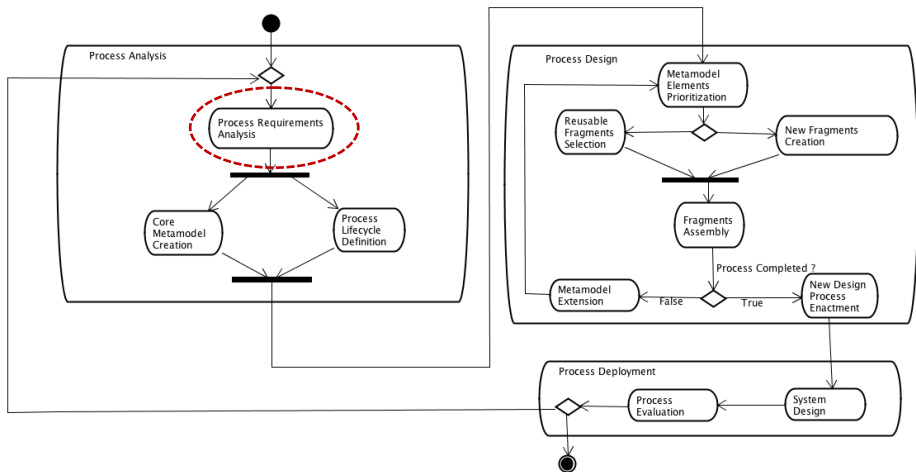 Process Analysis
Process Requirements
Analysis
Core
Metamodel
Creation
Process
Lifecycle
Definition
Process Design
Metamodel
Elements
Prioritization
Reusable
Fragments
Selection
New Fragments
Creation
Fragments
Assembly
Process Completed ?
Metamodel
Extension
False
True
New Design
Process
Enactment
Process Deployment
Process
Evaluation
System
Design